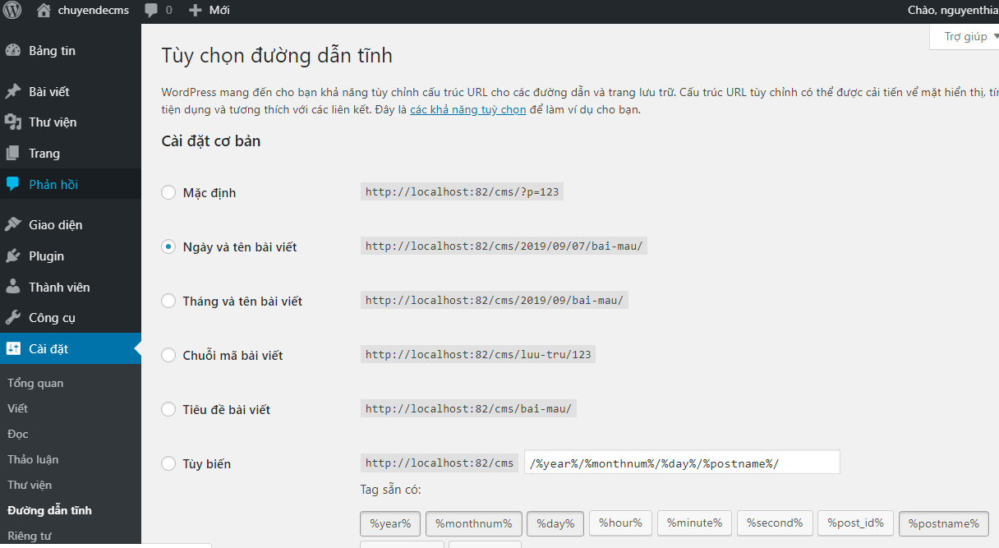 chuyendecms 0 Mới Chào, nguyenthia
Trợ giúp
Bảng tin
Bài viết
Thư viện
Trang
Phản hồi
Giao diện
Plugin
Thành viên
Công cụ
Cài đặt
Tổng quan
Viết
Đọc
Thảo luận
Thư viện
Đường dẫn tĩnh
Riêng tư
Tùy chọn đường dẫn tĩnh
WordPress mang đến cho bạn khả năng tùy chỉnh cấu trúc URL cho các đường dẫn và trang lưu trữ. Cấu trúc URL tùy chỉnh có thể được cải tiến về mặt hiển thị,
tiện dụng và tương thích với các liên kết. Đây là các khả năng tuỳ chọn để làm ví dụ cho bạn.
Cài đặt cơ bản
Mặc định http://localhost:82/cms/?p=123
Ngày và tên bài viết http://localhost:82/cms/2019/09/07/bai-mau/
Tháng và tên bài viết http://localhost:82/cms/2019/09/bai-mau/
Chuỗi mã bài viết http://localhost:82/cms/luu-tru/123
Tiêu đề bài viết http://localhost:82/cms/bai-mau/
Tùy biến http://localhost:82/cms /%year%/%monthnum%/%day%/%postname%/
Tag sẵn có:
%year% %monthnum% %day% %hour% %minute% %second% %post_id% %postname%